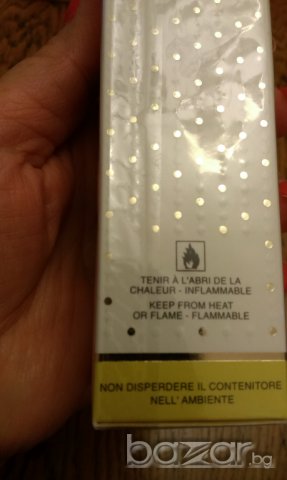 TENIR À L'ABRI DE LA
CHALEUR - INFLAMMABLE
KEEP FROM HEAT
OR FLAME - FLAMMABLE
NON DISPERDERE IL CONTENITORE
NELL' AMBIENTE
bazar.bg